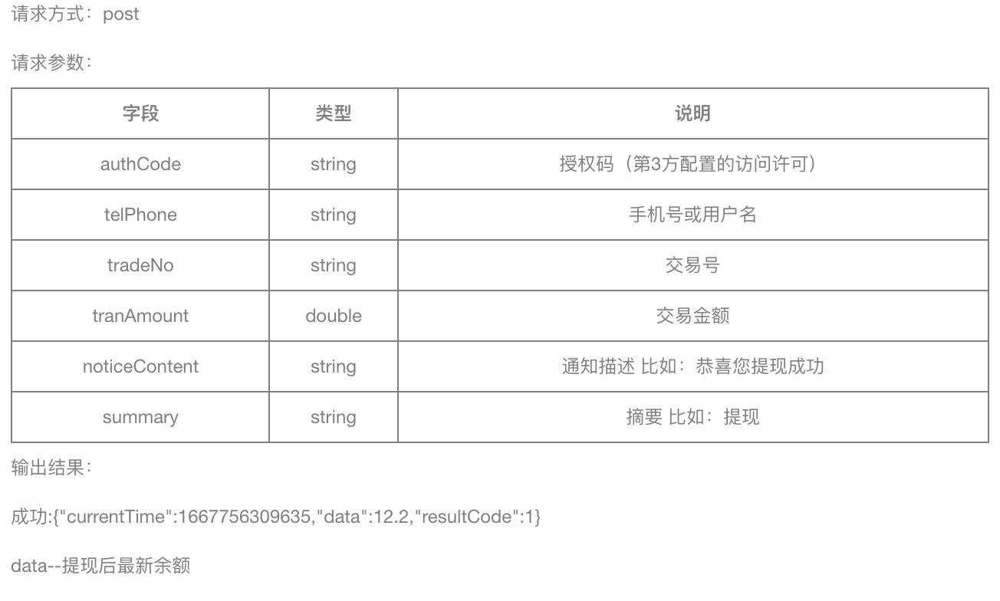 请求方式：post
请求参数：
字段 类型 说明
authCode string 授权码（第3方配置的访问许可）
telPhone string 手机号或用户名
tradeNo string 交易号
tranAmount double 交易金额
noticeContent string 通知描述 比如：恭喜您提现成功
summary string 摘要 比如：提现
输出结果：
成功:{"currentTime":1667756309635,"data":12.2,"resultCode":1}
data--提现后最新余额